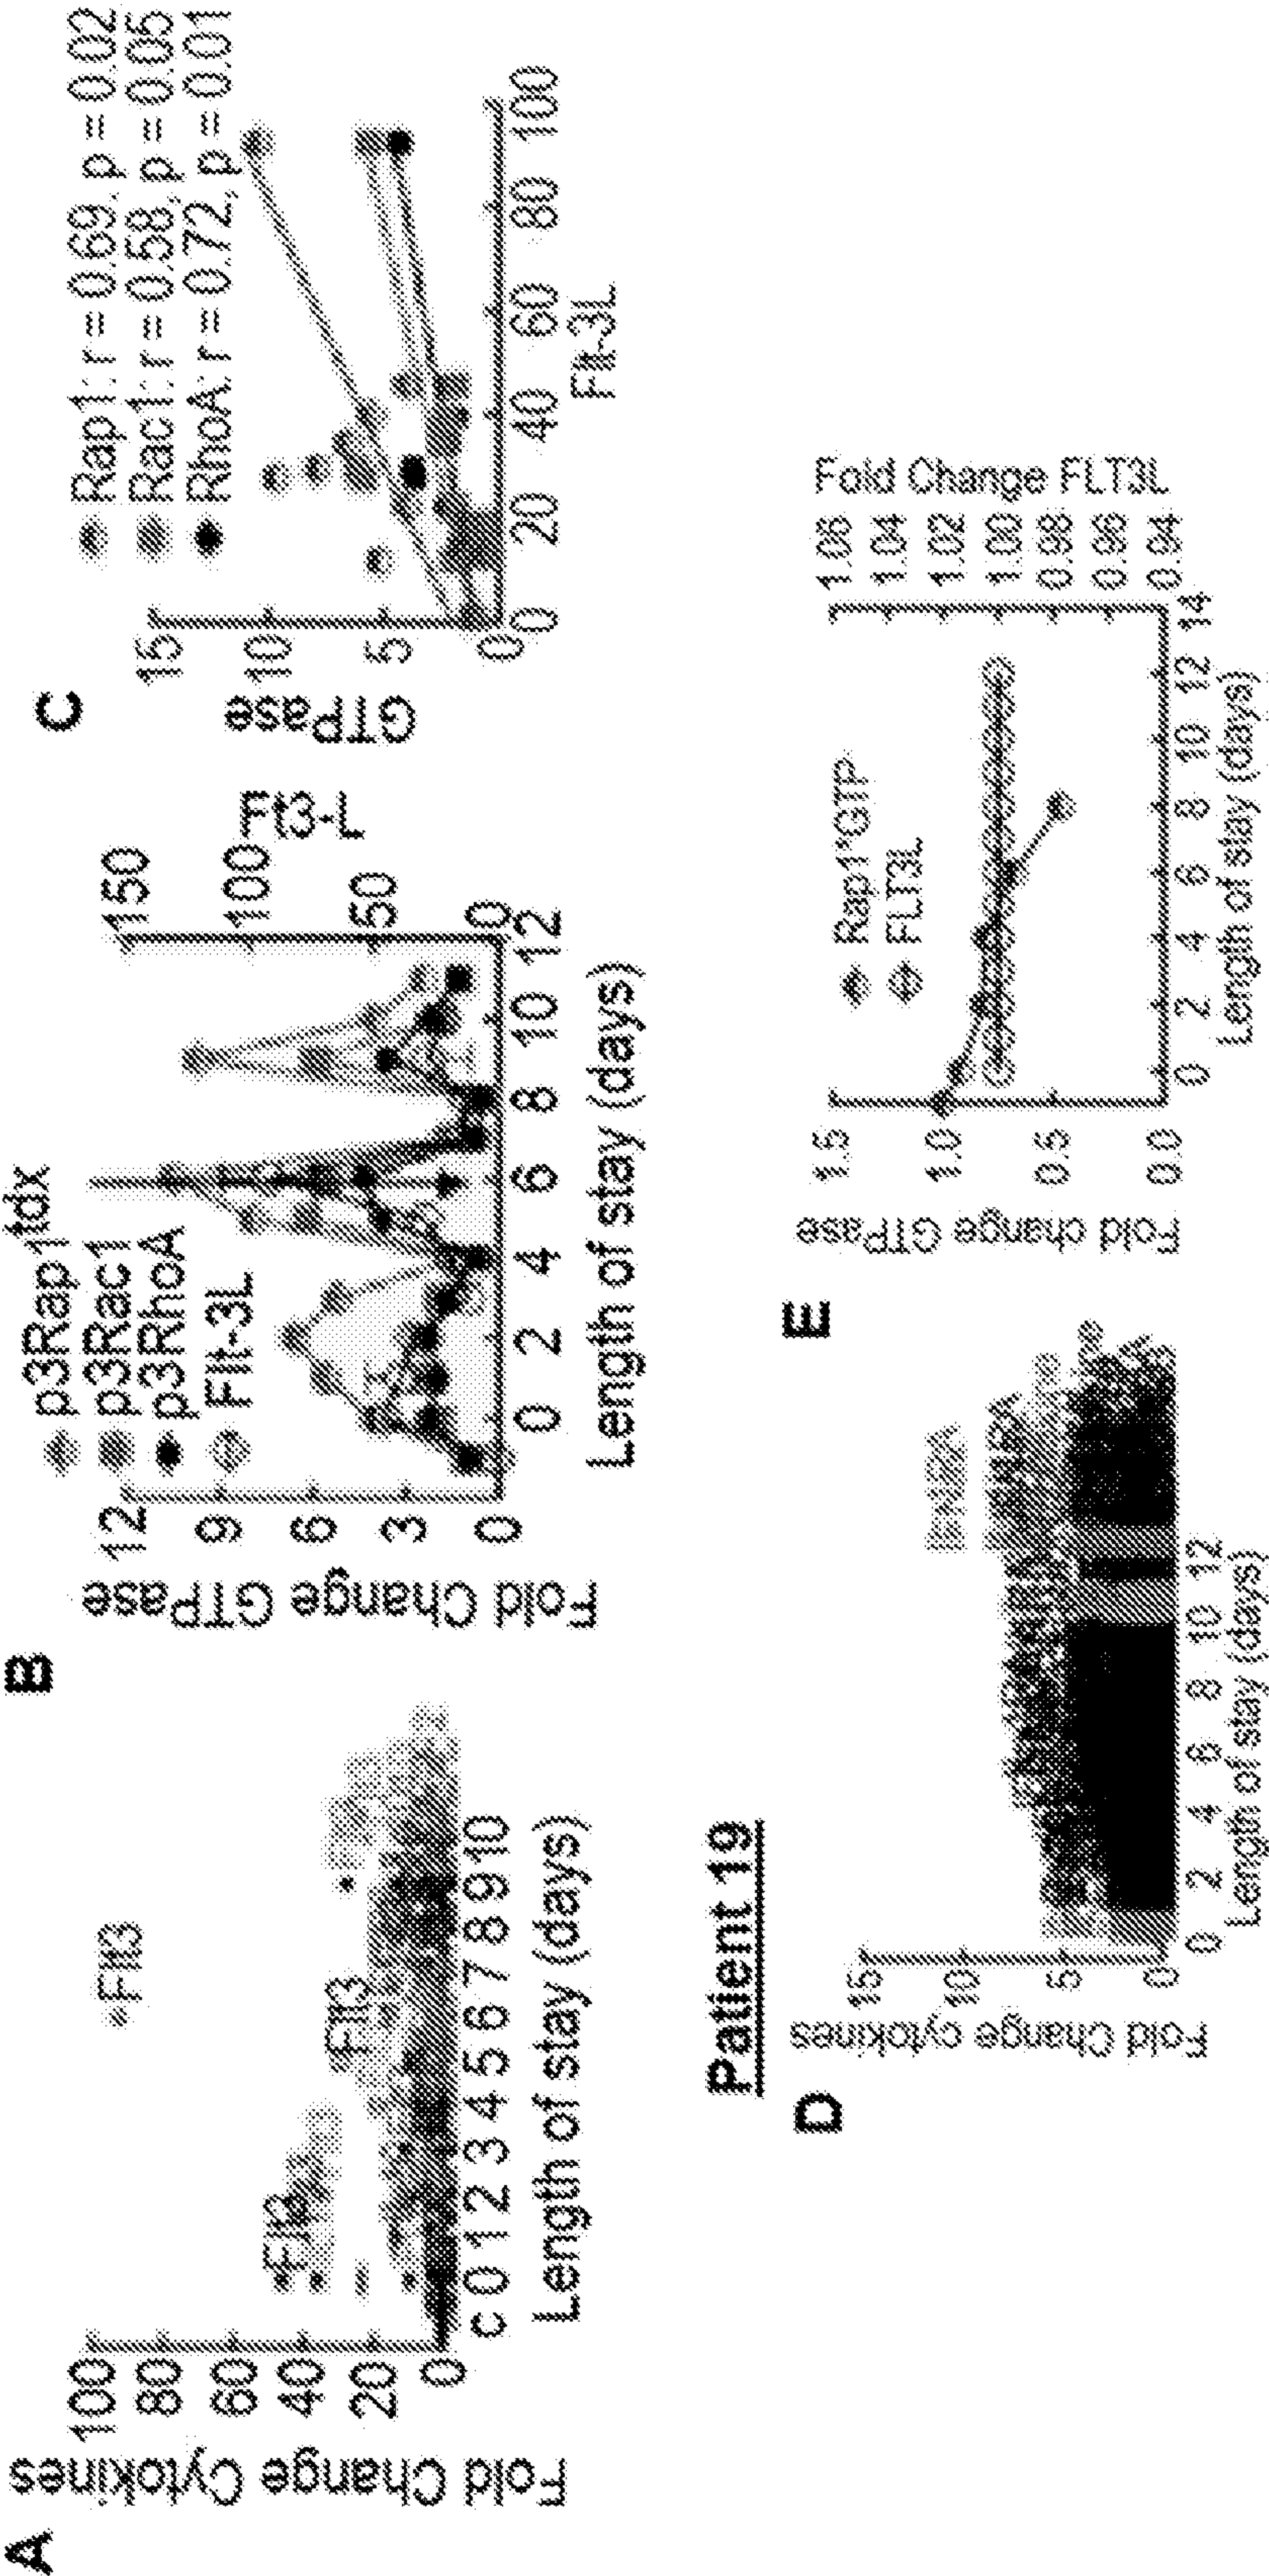 A
Fold Change Cytokines
100
80
60
40
20
0
c 0 1 2 3 4 5 6 7 8 9 10
Length of stay (days)
Flt3
Flt3
Flt3
B
Fold Change GTPase
12
9
6
3
0
p3Rap1
p3Rac1
p3RhoA
Flt-3L
tdx
150
100
50
0
Ft3-L
0 2 4 6 8 10 12
Length of stay (days)
C
GTPase
15
10
5
0
Rap1: r = 0.69, p = 0.02
Rac1: r = 0.58, p = 0.05
RhoA: r = 0.72, p = 0.01
0 20 40 60 80 100
Flt-3L
Patient 19
D
Fold Change cytokines
15
10
5
0
0 2 4 6 8 10 12
Length of stay (days)
E
Fold change GTPase
1.5
1.0
0.5
0.0
Rap1*GTP
FLT3L
1.06
1.04
1.02
1.00
0.98
0.96
0.94
Fold Change FLT3L
0 2 4 6 8 10 12 14
Length of stay (days)